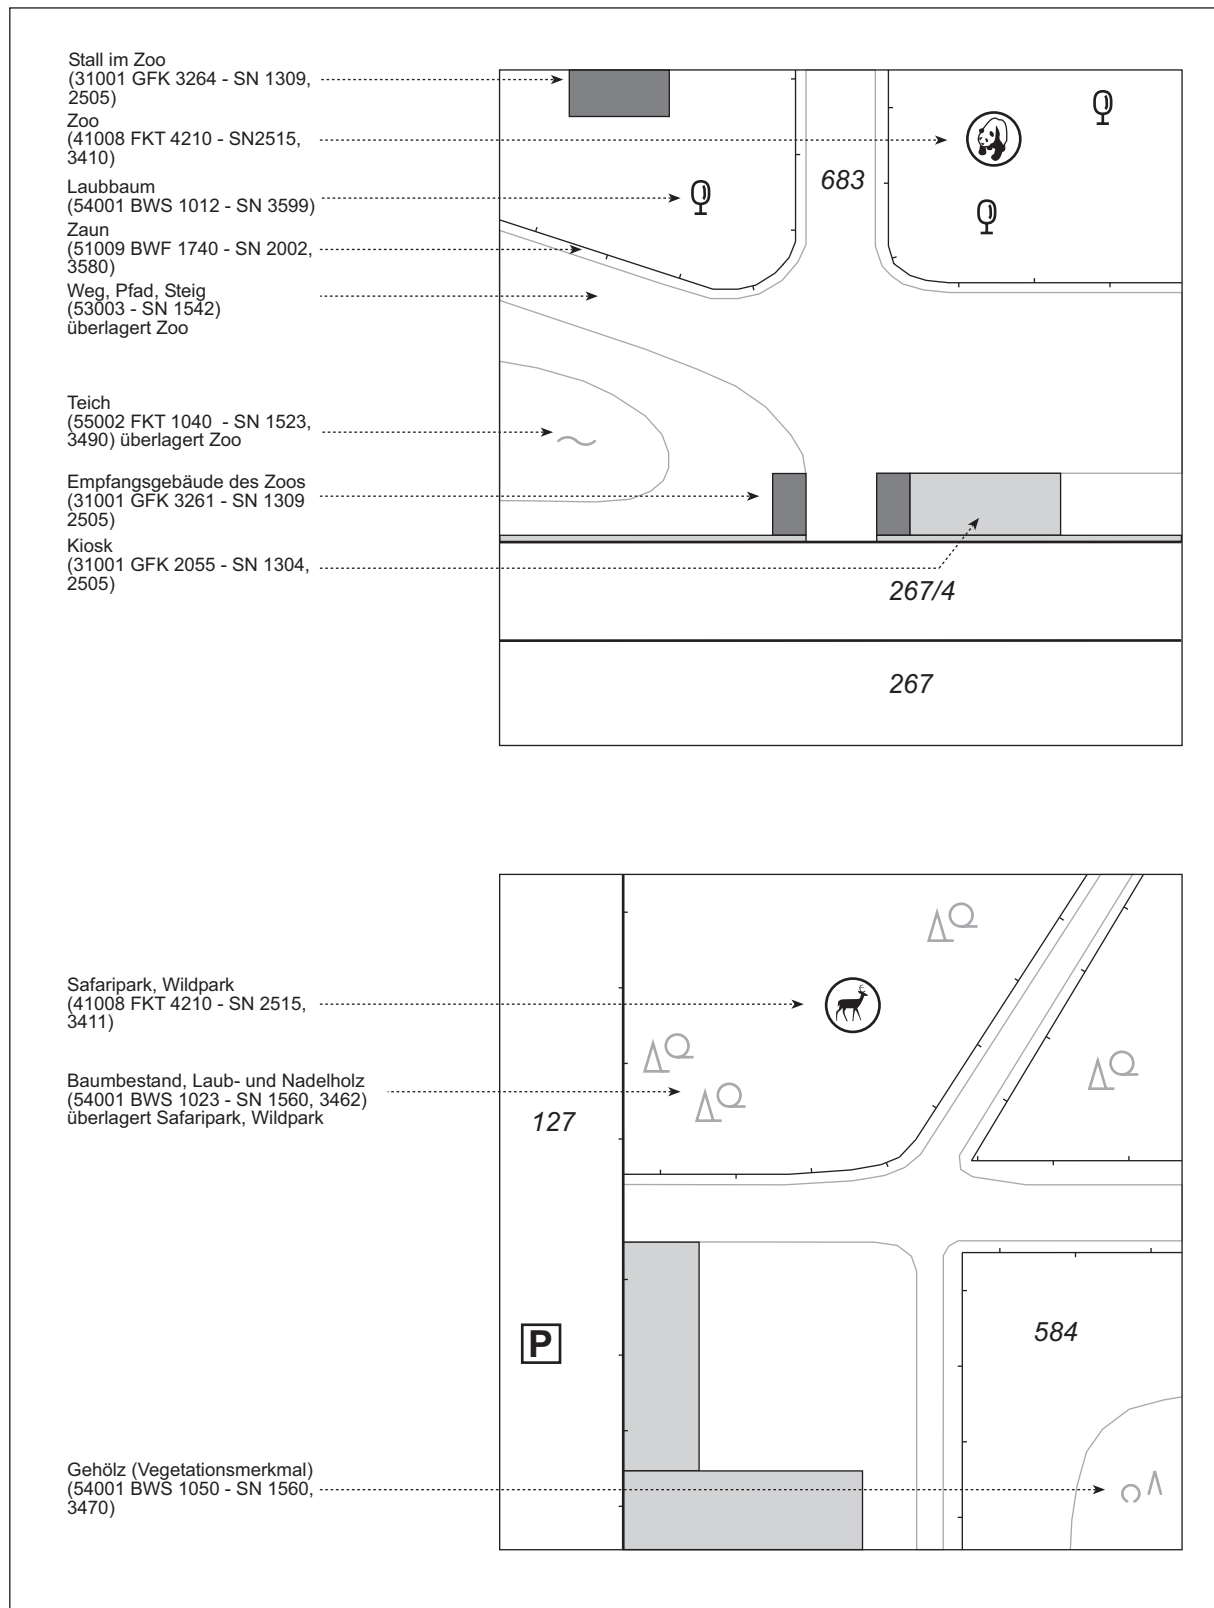 Stall im Zoo
(31001 GFK 3264 - SN 1309,
2505)
Zoo
(41008 FKT 4210 - SN2515,
3410)
Laubbaum
(54001 BWS 1012 - SN 3599)
Zaun
(51009 BWF 1740 - SN 2002,
3580)
Weg, Pfad, Steig
(53003 - SN 1542)
überlagert Zoo
Teich
(55002 FKT 1040 - SN 1523,
3490) überlagert Zoo
Empfangsgebäude des Zoos
(31001 GFK 3261 - SN 1309
2505)
Kiosk
(31001 GFK 2055 - SN 1304,
2505)
683
267/4
267
Safaripark, Wildpark
(41008 FKT 4210 - SN 2515,
3411)
Baumbestand, Laub- und Nadelholz
(54001 BWS 1023 - SN 1560, 3462)
überlagert Safaripark, Wildpark
127
P
584
Gehölz (Vegetationsmerkmal)
(54001 BWS 1050 - SN 1560,
3470)